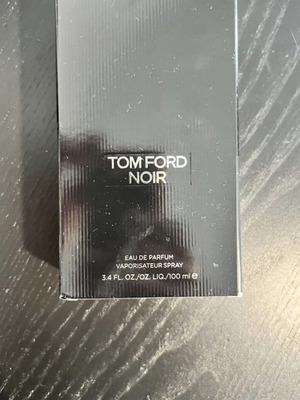 TOM FORD
NOIR
EAU DE PARFUM
VAPORISATEUR SPRAY
3.4 FL. OZ./OZ. LIQ./100 ml ℮